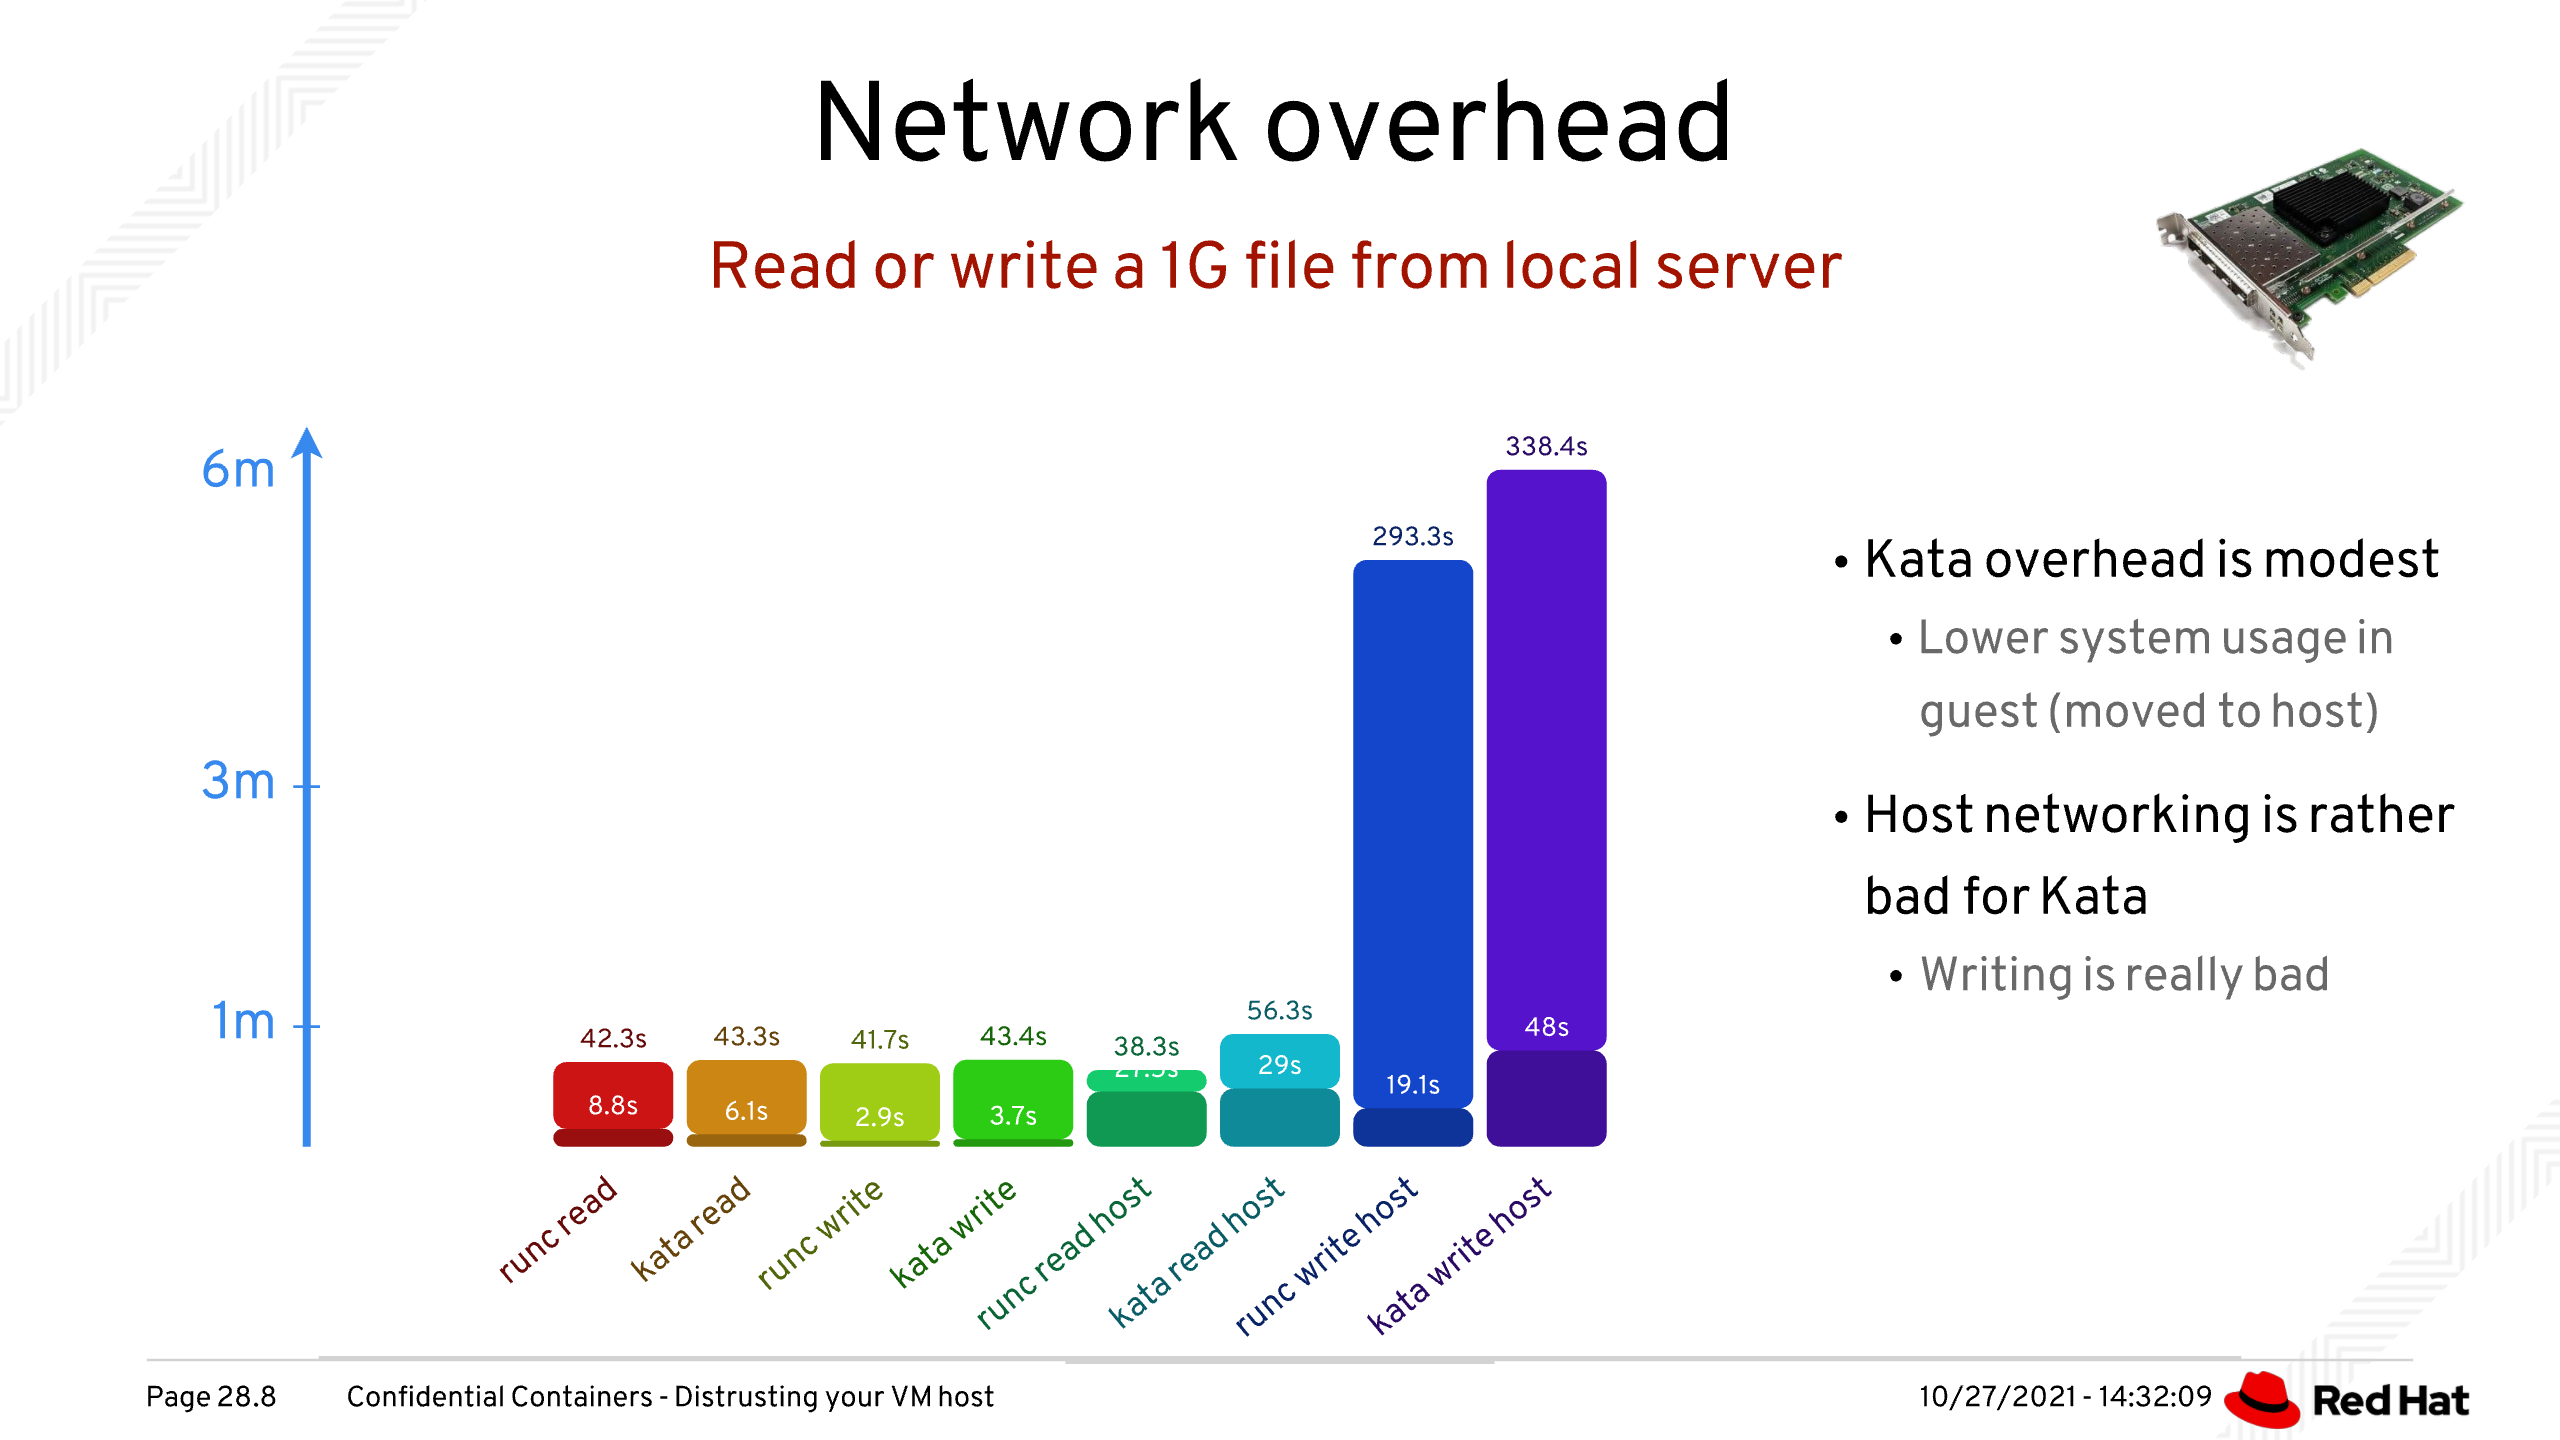 Network overhead
Read or write a 1G file from local server
6m
3m
1m
42.3s
8.8s
43.3s
6.1s
41.7s
2.9s
43.4s
3.7s
38.3s
56.3s
29s
293.3s
19.1s
338.4s
48s
runc read
kata read
runc write
kata write
runc read host
kata read host
runc write host
kata write host
• Kata overhead is modest
• Lower system usage in
guest (moved to host)
• Host networking is rather
bad for Kata
• Writing is really bad
Page 28.8
Confidential Containers - Distrusting your VM host
10/27/2021 - 14:32:09
Red Hat